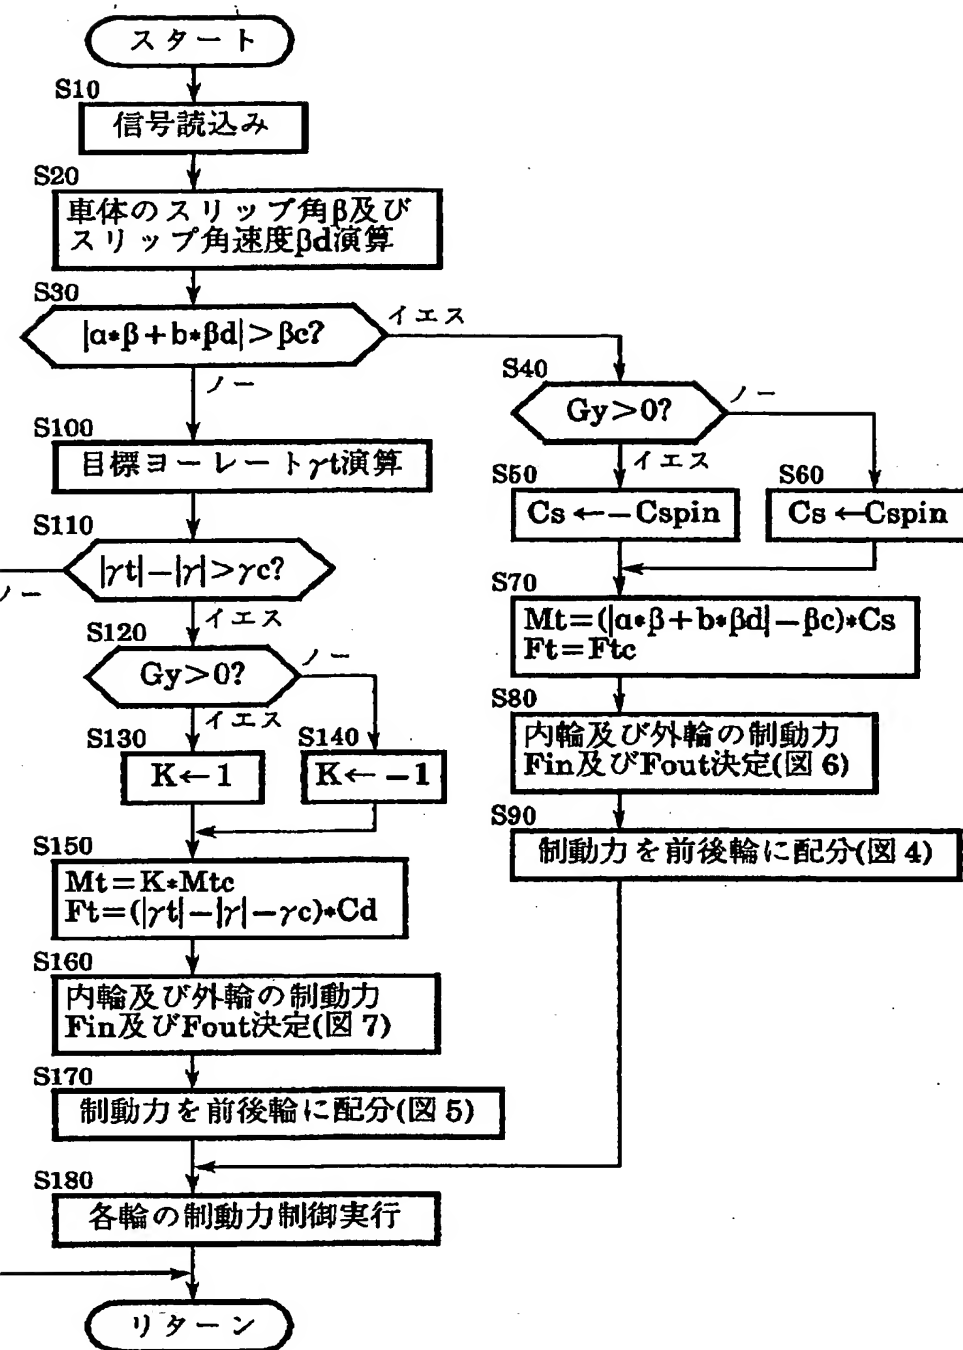 スタート
S10
信号読込み
S20
車体のスリップ角β及び
スリップ角速度βd演算
S30
|a*β+b*βd|>βc?
イエス
ノー
S40
Gy>0?
ノー
イエス
S50
Cs←-Cspin
S60
Cs←Cspin
S70
Mt=(|a*β+b*βd|-βc)*Cs
Ft=Ftc
S80
内輪及び外輪の制動力
Fin及びFout決定(図6)
S90
制動力を前後輪に配分(図4)
S100
目標ヨーレートγt演算
S110
|γt|-|γ|>γc?
ノー
イエス
S120
Gy>0?
ノー
イエス
S130
K←1
S140
K←-1
S150
Mt=K*Mtc
Ft=(|γt|-|γ|-γc)*Cd
S160
内輪及び外輪の制動力
Fin及びFout決定(図7)
S170
制動力を前後輪に配分(図5)
S180
各輪の制動力制御実行
リターン